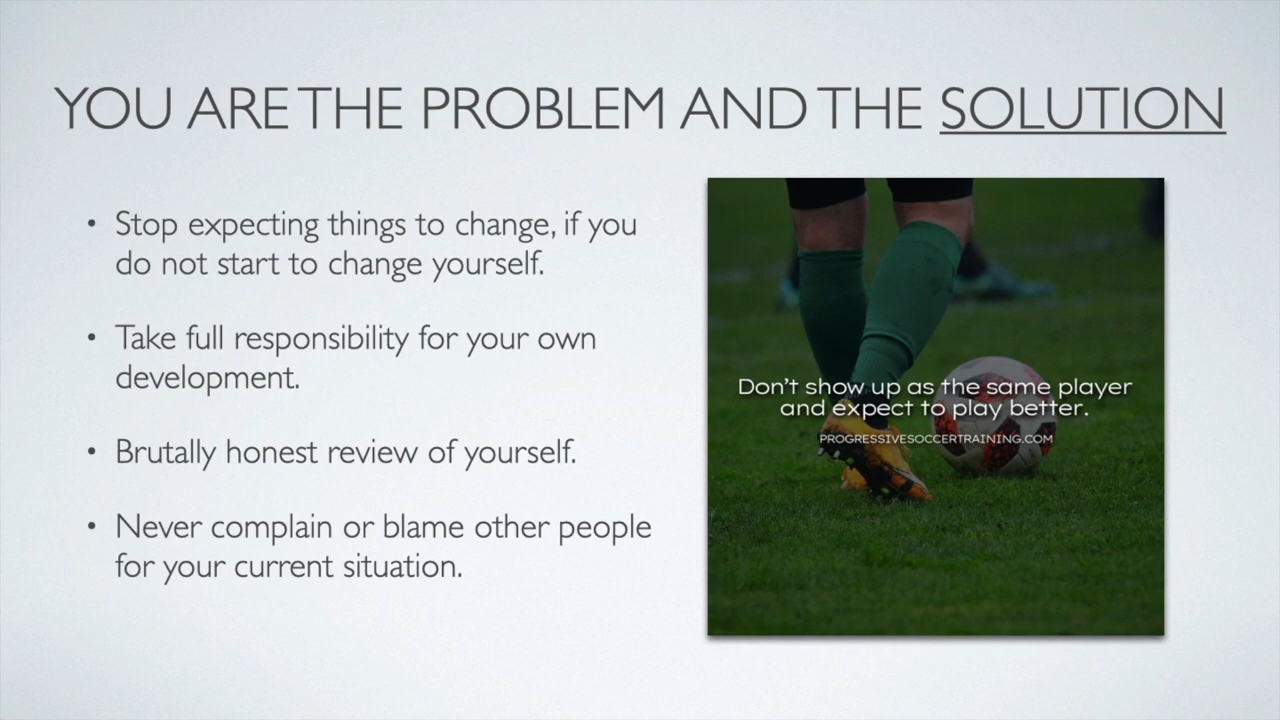 YOU ARE THE PROBLEM AND THE SOLUTION
• Stop expecting things to change, if you
do not start to change yourself.
• Take full responsibility for your own
development.
• Brutally honest review of yourself.
• Never complain or blame other people
for your current situation.
Don't show up as the same player
and expect to play better.
PROGRESSIVESOCCERTRAINING.COM